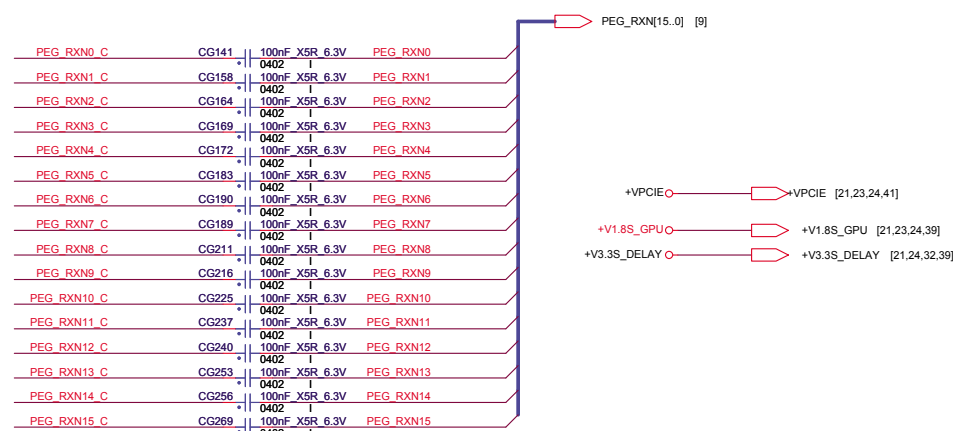 PEG_RXN[15..0] [9]
PEG_RXN0_C CG141 100nF_X5R_6.3V PEG_RXN0
0402 I
PEG_RXN1_C CG158 100nF_X5R_6.3V PEG_RXN1
0402 I
PEG_RXN2_C CG164 100nF_X5R_6.3V PEG_RXN2
0402 I
PEG_RXN3_C CG169 100nF_X5R_6.3V PEG_RXN3
0402 I
PEG_RXN4_C CG172 100nF_X5R_6.3V PEG_RXN4
0402 I
PEG_RXN5_C CG183 100nF_X5R_6.3V PEG_RXN5
0402 I
+VPCIE +VPCIE [21,23,24,41]
PEG_RXN6_C CG190 100nF_X5R_6.3V PEG_RXN6
0402 I
PEG_RXN7_C CG189 100nF_X5R_6.3V PEG_RXN7
+V1.8S_GPU +V1.8S_GPU [21,23,24,39]
0402 I
PEG_RXN8_C CG211 100nF_X5R_6.3V PEG_RXN8
+V3.3S_DELAY +V3.3S_DELAY [21,24,32,39]
0402 I
PEG_RXN9_C CG216 100nF_X5R_6.3V PEG_RXN9
0402 I
PEG_RXN10_C CG225 100nF_X5R_6.3V PEG_RXN10
0402 I
PEG_RXN11_C CG237 100nF_X5R_6.3V PEG_RXN11
0402 I
PEG_RXN12_C CG240 100nF_X5R_6.3V PEG_RXN12
0402 I
PEG_RXN13_C CG253 100nF_X5R_6.3V PEG_RXN13
0402 I
PEG_RXN14_C CG256 100nF_X5R_6.3V PEG_RXN14
0402 I
PEG_RXN15_C CG269 100nF_X5R_6.3V PEG_RXN15